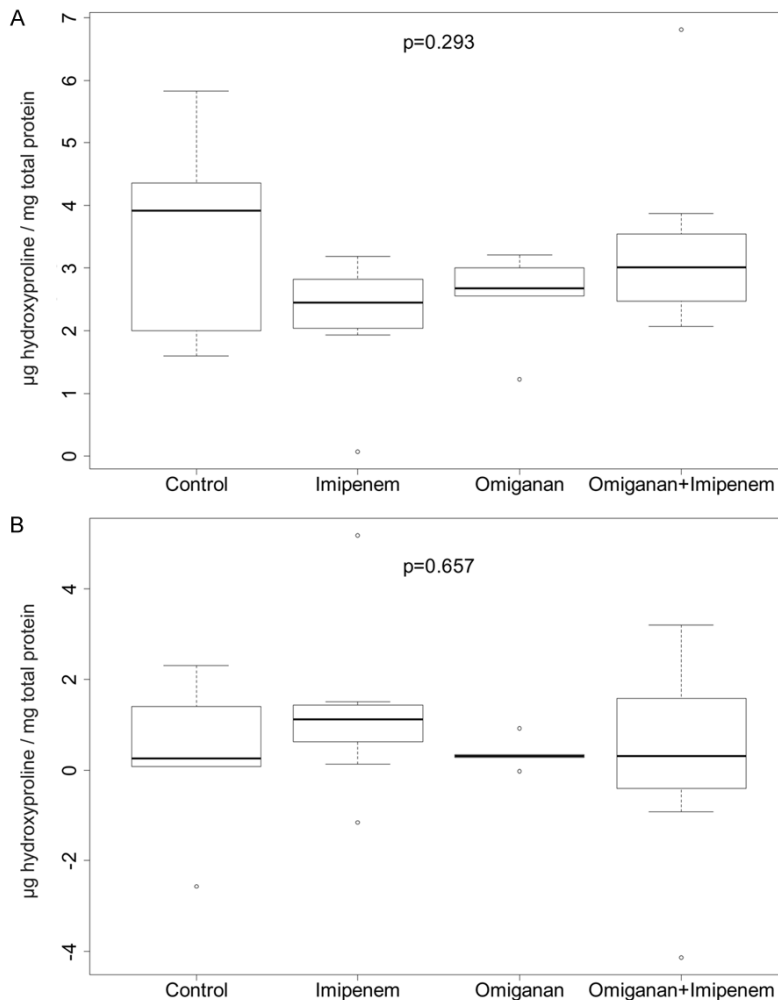 A
p=0.293
µg hydroxyproline / mg total protein
7
6
5
4
3
2
1
0
Control Imipenem Omiganan Omiganan+Imipenem
B
p=0.657
µg hydroxyproline / mg total protein
4
2
0
-2
-4
Control Imipenem Omiganan Omiganan+Imipenem